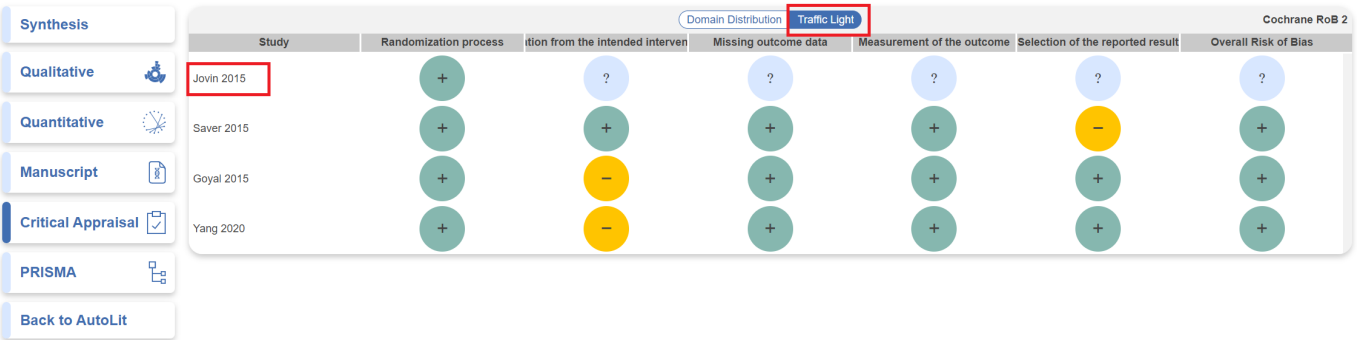 Synthesis
Qualitative
Quantitative
Manuscript
Critical Appraisal
PRISMA
Back to AutoLit
Domain Distribution Traffic Light Cochrane RoB 2
Study Randomization process tion from the intended interven Missing outcome data Measurement of the outcome Selection of the reported result Overall Risk of Bias
Jovin 2015 + ? ? ? ? ?
Saver 2015 + + + + − +
Goyal 2015 + − + + + +
Yang 2020 + − + + + +